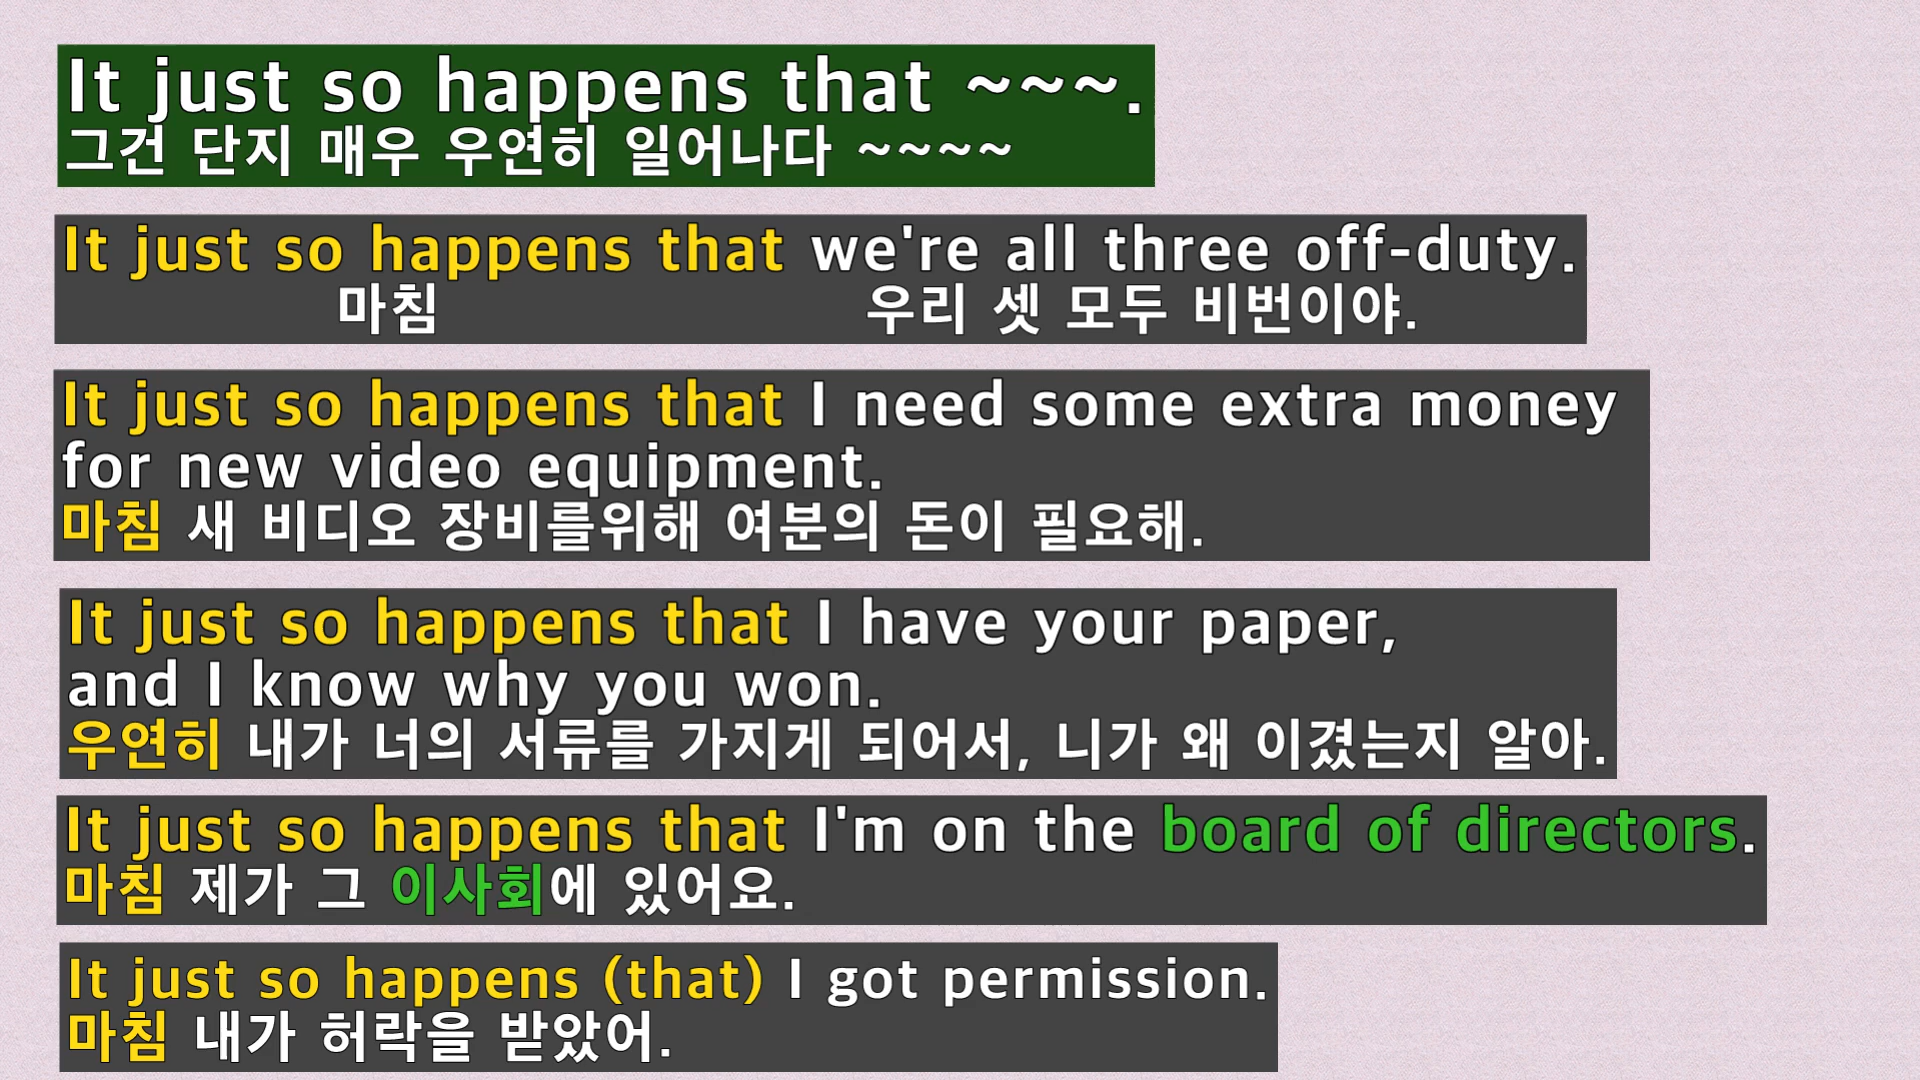 It just so happens that ~~~.
그건 단지 매우 우연히 일어나다 ~~~~
It just so happens that we're all three off-duty.
마침 우리 셋 모두 비번이야.
It just so happens that I need some extra money
for new video equipment.
마침 새 비디오 장비를위해 여분의 돈이 필요해.
It just so happens that I have your paper,
and I know why you won.
우연히 내가 너의 서류를 가지게 되어서, 니가 왜 이겼는지 알아.
It just so happens that I'm on the board of directors.
마침 제가 그 이사회에 있어요.
It just so happens (that) I got permission.
마침 내가 허락을 받았어.